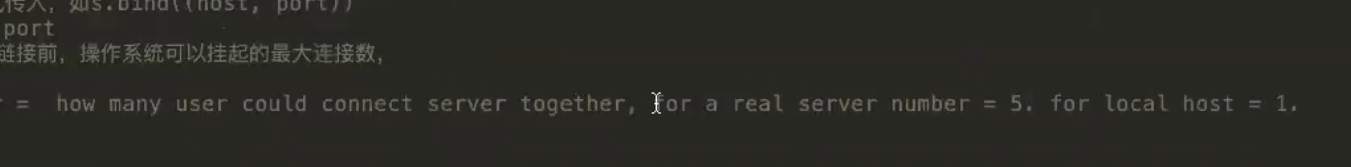 传入，如s.bind((host, port))
port
链接前，操作系统可以挂起的最大连接数，
r = how many user could connect server together, for a real server number = 5. for local host = 1.